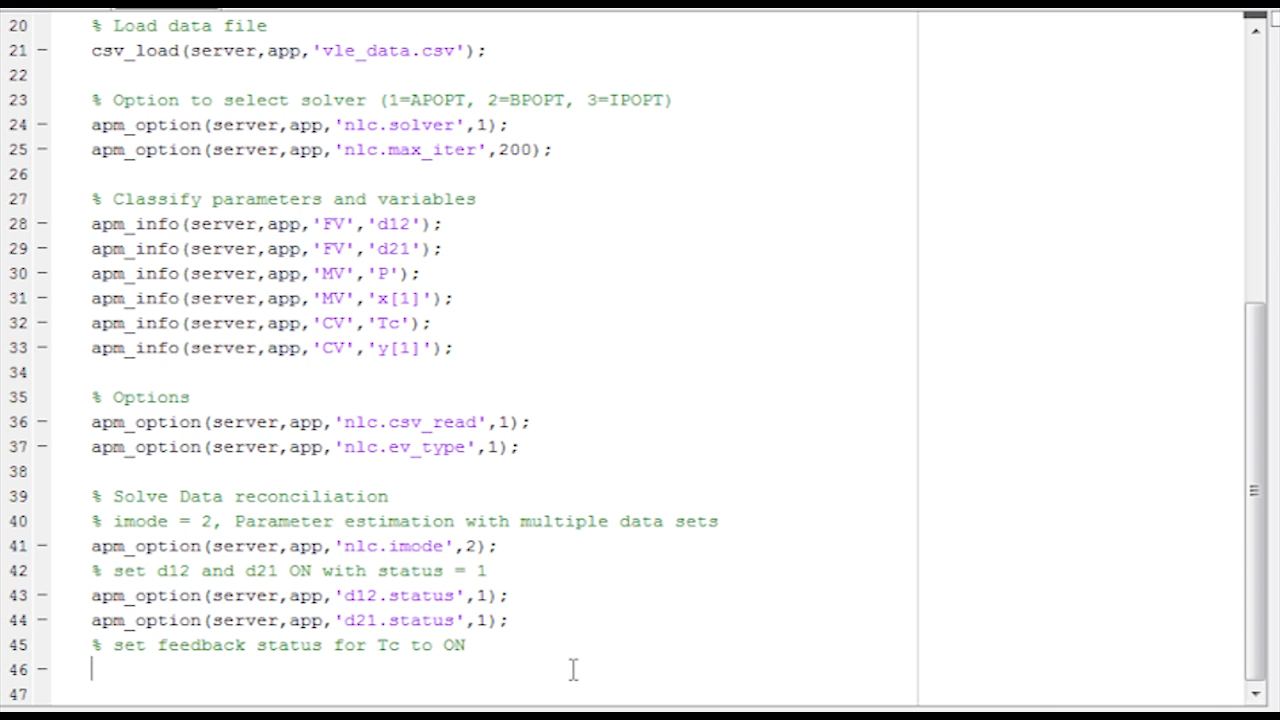 20 % Load data file
21 - csv_load(server,app,'vle_data.csv');
22
23 % Option to select solver (1=APOPT, 2=BPOPT, 3=IPOPT)
24 - apm_option(server,app,'nlc.solver',1);
25 - apm_option(server,app,'nlc.max_iter',200);
26
27 % Classify parameters and variables
28 - apm_info(server,app,'FV','d12');
29 - apm_info(server,app,'FV','d21');
30 - apm_info(server,app,'MV','P');
31 - apm_info(server,app,'MV','x[1]');
32 - apm_info(server,app,'CV','Tc');
33 - apm_info(server,app,'CV','y[1]');
34
35 % Options
36 - apm_option(server,app,'nlc.csv_read',1);
37 - apm_option(server,app,'nlc.ev_type',1);
38
39 % Solve Data reconciliation
40 % imode = 2, Parameter estimation with multiple data sets
41 - apm_option(server,app,'nlc.imode',2);
42 % set d12 and d21 ON with status = 1
43 - apm_option(server,app,'d12.status',1);
44 - apm_option(server,app,'d21.status',1);
45 % set feedback status for Tc to ON
46 -
47